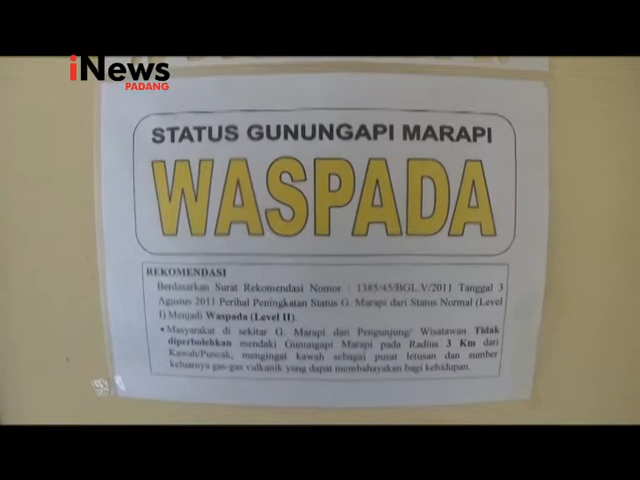 iNews
PADANG
STATUS GUNUNGAPI MARAPI
WASPADA
REKOMENDASI
Berdasarkan Surat Rekomendasi Nomor : 1385/45/BGL.V/2011 Tanggal 3
Agustus 2011 Perihal Peningkatan Status G. Marapi dari Status Normal (Level
I) Menjadi Waspada (Level II).
• Masyarakat di sekitar G. Marapi dan Pengunjung/ Wisatawan Tidak
diperbolehkan mendaki Gunungapi Marapi pada Radius 3 Km dari
Kawah/Puncak, mengingat kawah sebagai pusat letusan dan sumber
keluarnya gas-gas vulkanik yang dapat membahayakan bagi kehidupan.